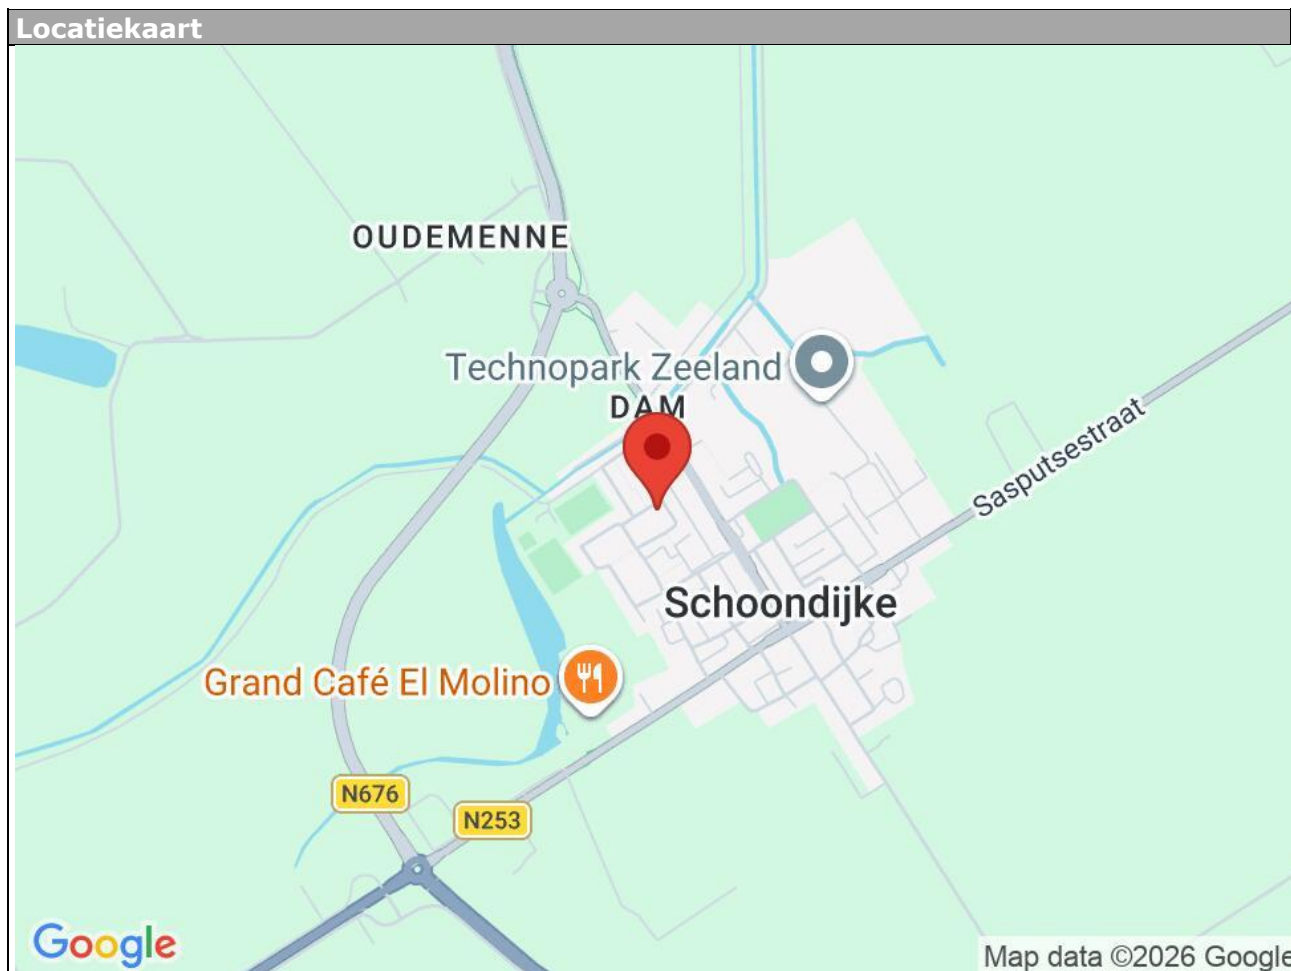 Locatiekaart
OUDEMENNE
Technopark Zeeland
DAM
Sasputsestraat
Schoondijke
Grand Café El Molino
N676
N253
Google
Map data ©2026 Google